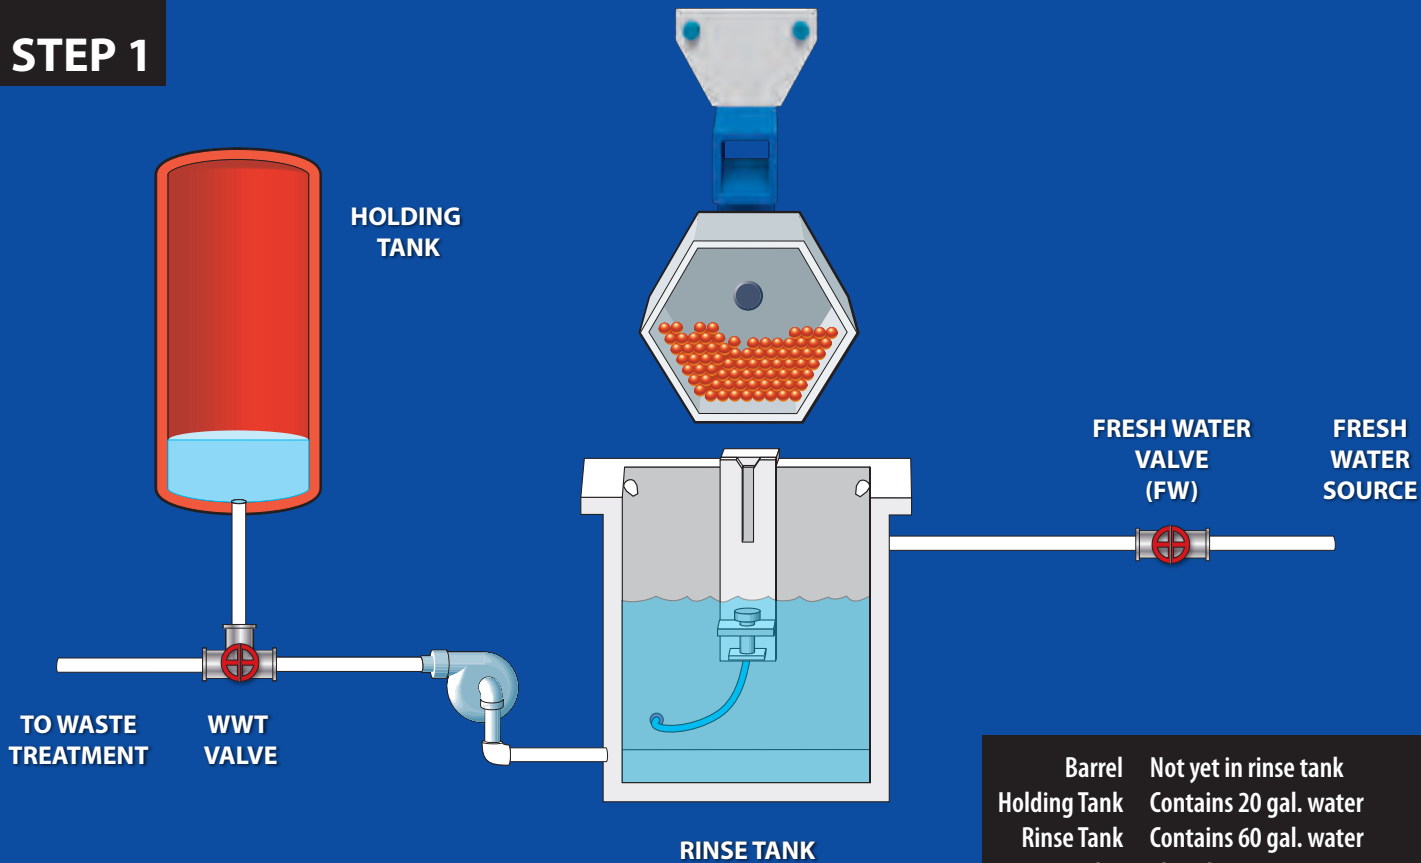 STEP 1
HOLDING
TANK
FRESH WATER
VALVE
(FW)
FRESH
WATER
SOURCE
TO WASTE
TREATMENT
WWT
VALVE
RINSE TANK
Barrel Not yet in rinse tank
Holding Tank Contains 20 gal. water
Rinse Tank Contains 60 gal. water